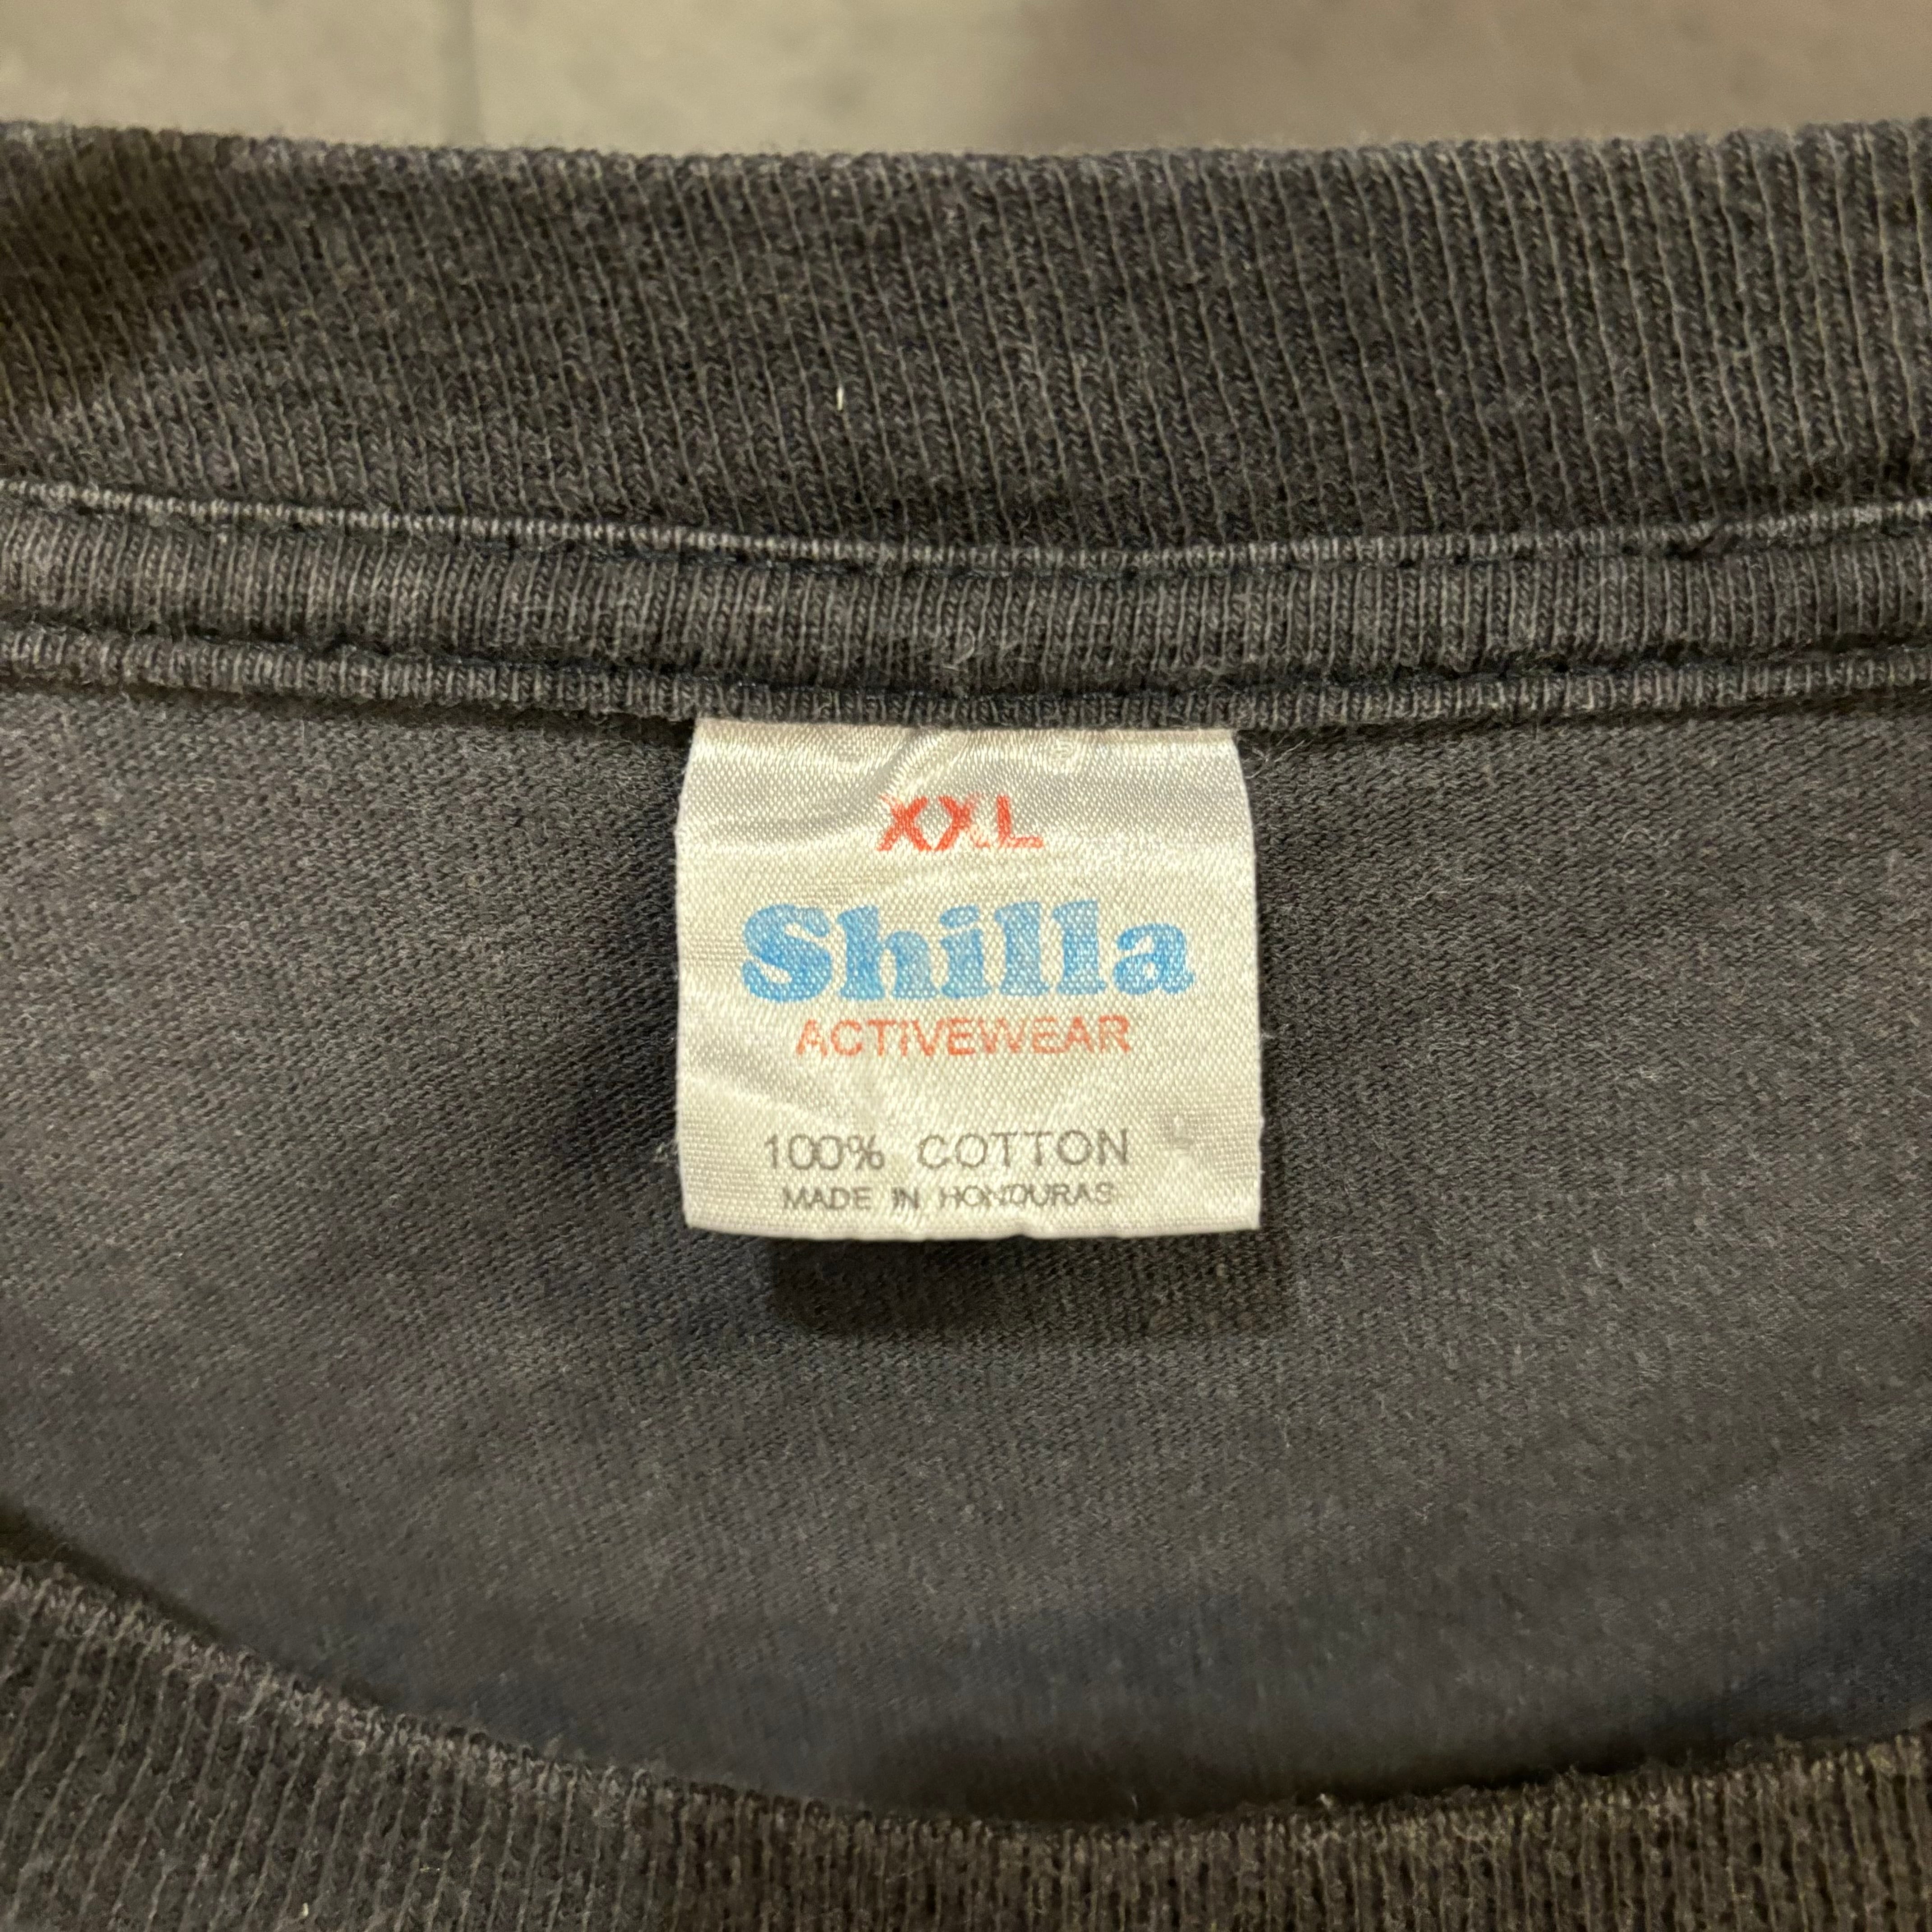 XXL
Shilla
ACTIVEWEAR
100% COTTON
MADE IN HONDURAS